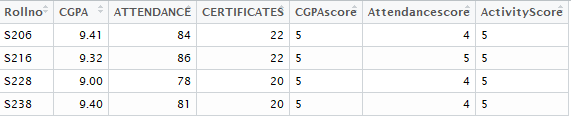 Rollno CGPA ATTENDANCE CERTIFICATES CGPAscore Attendancescore ActivityScore
S206 9.41 84 22 5 4 5
S216 9.32 86 22 5 5 5
S228 9.00 78 20 5 4 5
S238 9.40 81 20 5 4 5